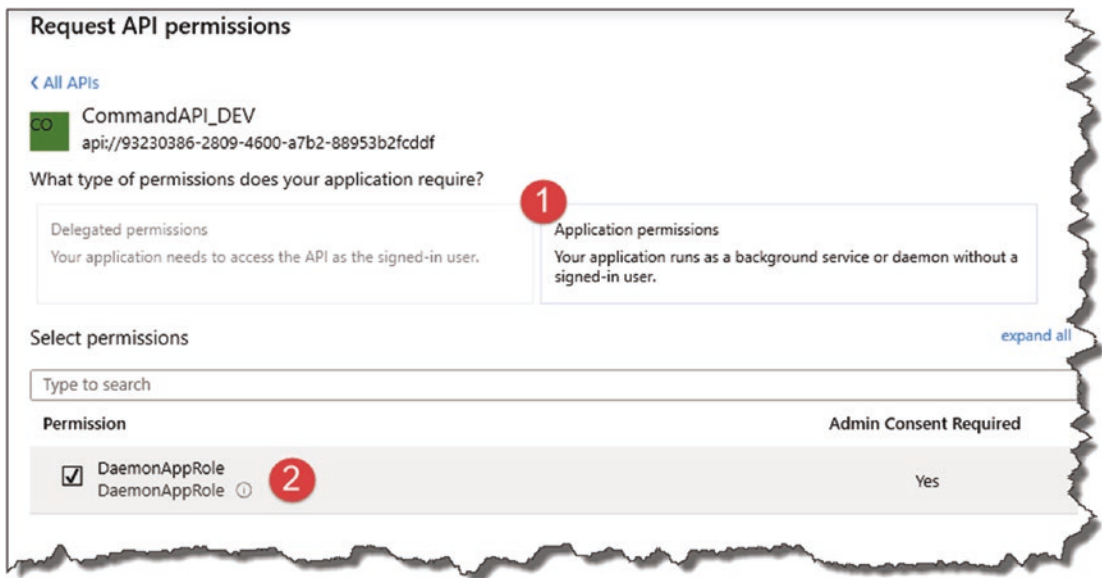 Request API permissions
< All APIs
CO
CommandAPI_DEV
api://93230386-2809-4600-a7b2-88953b2fcddf
What type of permissions does your application require?
1
Delegated permissions
Your application needs to access the API as the signed-in user.
Application permissions
Your application runs as a background service or daemon without a
signed-in user.
Select permissions
expand all
Type to search
Permission
Admin Consent Required
DaemonAppRole
DaemonAppRole
2
Yes